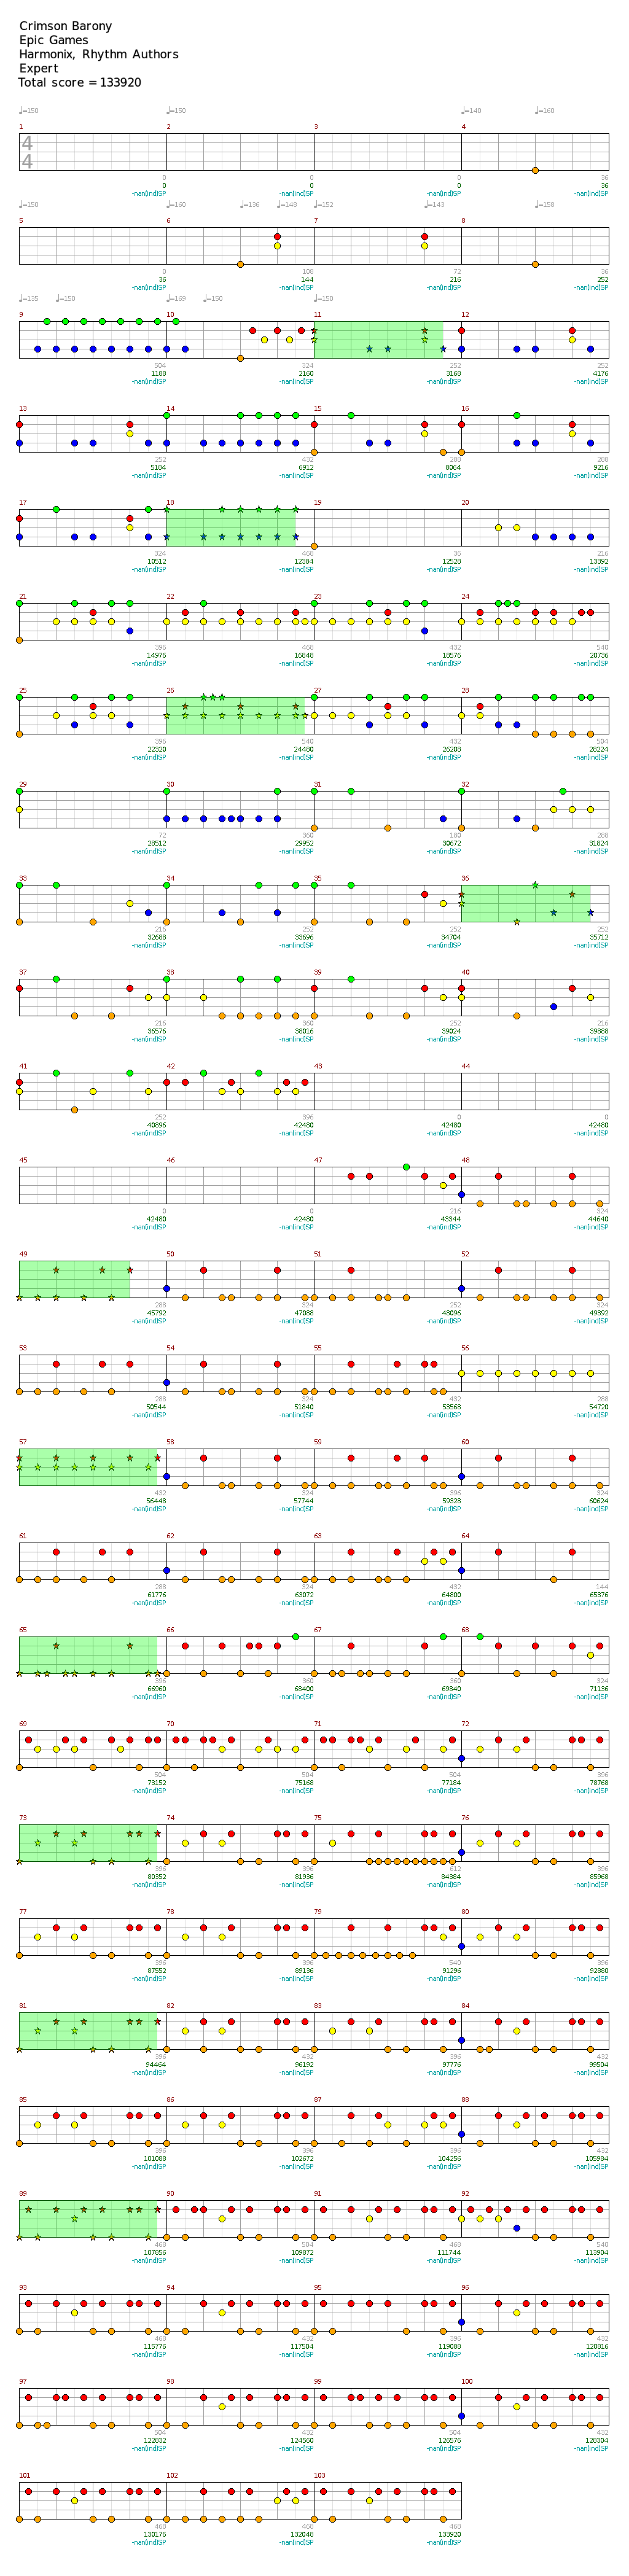 Crimson Barony
Epic Games
Harmonix, Rhythm Authors
Expert
Total score = 133920
♩=150 ♩=150 ♩=140 ♩=160
1 2 3 4
4
4
0 0 0 36
0 0 0 36
-nan(ind)SP -nan(ind)SP -nan(ind)SP -nan(ind)SP
♩=150 ♩=160 ♩=136 ♩=148 ♩=152 ♩=143 ♩=158
5 6 7 8
0 108 72 36
36 144 216 252
-nan(ind)SP -nan(ind)SP -nan(ind)SP -nan(ind)SP
♩=135 ♩=150 ♩=169 ♩=150 ♩=150
9 10 11 12
504 324 252 252
1188 2160 3168 4176
-nan(ind)SP -nan(ind)SP -nan(ind)SP -nan(ind)SP
13 14 15 16
252 432 288 288
5184 6912 8064 9216
-nan(ind)SP -nan(ind)SP -nan(ind)SP -nan(ind)SP
17 18 19 20
324 468 36 216
10512 12384 12528 13392
-nan(ind)SP -nan(ind)SP -nan(ind)SP -nan(ind)SP
21 22 23 24
396 468 432 540
14976 16848 18576 20736
-nan(ind)SP -nan(ind)SP -nan(ind)SP -nan(ind)SP
25 26 27 28
396 540 432 504
22320 24480 26208 28224
-nan(ind)SP -nan(ind)SP -nan(ind)SP -nan(ind)SP
29 30 31 32
72 360 180 288
28512 29952 30672 31824
-nan(ind)SP -nan(ind)SP -nan(ind)SP -nan(ind)SP
33 34 35 36
216 252 252 252
32688 33696 34704 35712
-nan(ind)SP -nan(ind)SP -nan(ind)SP -nan(ind)SP
37 38 39 40
216 360 252 216
36576 38016 39024 39888
-nan(ind)SP -nan(ind)SP -nan(ind)SP -nan(ind)SP
41 42 43 44
252 396 0 0
40896 42480 42480 42480
-nan(ind)SP -nan(ind)SP -nan(ind)SP -nan(ind)SP
45 46 47 48
0 0 216 324
42480 42480 43344 44640
-nan(ind)SP -nan(ind)SP -nan(ind)SP -nan(ind)SP
49 50 51 52
288 324 252 324
45792 47088 48096 49392
-nan(ind)SP -nan(ind)SP -nan(ind)SP -nan(ind)SP
53 54 55 56
288 324 432 288
50544 51840 53568 54720
-nan(ind)SP -nan(ind)SP -nan(ind)SP -nan(ind)SP
57 58 59 60
432 324 396 324
56448 57744 59328 60624
-nan(ind)SP -nan(ind)SP -nan(ind)SP -nan(ind)SP
61 62 63 64
288 324 432 144
61776 63072 64800 65376
-nan(ind)SP -nan(ind)SP -nan(ind)SP -nan(ind)SP
65 66 67 68
396 360 360 324
66960 68400 69840 71136
-nan(ind)SP -nan(ind)SP -nan(ind)SP -nan(ind)SP
69 70 71 72
504 504 504 396
73152 75168 77184 78768
-nan(ind)SP -nan(ind)SP -nan(ind)SP -nan(ind)SP
73 74 75 76
396 396 612 396
80352 81936 84384 85968
-nan(ind)SP -nan(ind)SP -nan(ind)SP -nan(ind)SP
77 78 79 80
396 396 540 396
87552 89136 91296 92880
-nan(ind)SP -nan(ind)SP -nan(ind)SP -nan(ind)SP
81 82 83 84
396 432 396 432
94464 96192 97776 99504
-nan(ind)SP -nan(ind)SP -nan(ind)SP -nan(ind)SP
85 86 87 88
396 396 396 432
101088 102672 104256 105984
-nan(ind)SP -nan(ind)SP -nan(ind)SP -nan(ind)SP
89 90 91 92
468 504 468 540
107856 109872 111744 113904
-nan(ind)SP -nan(ind)SP -nan(ind)SP -nan(ind)SP
93 94 95 96
468 432 396 432
115776 117504 119088 120816
-nan(ind)SP -nan(ind)SP -nan(ind)SP -nan(ind)SP
97 98 99 100
504 432 504 432
122832 124560 126576 128304
-nan(ind)SP -nan(ind)SP -nan(ind)SP -nan(ind)SP
101 102 103
468 468 468
130176 132048 133920
-nan(ind)SP -nan(ind)SP -nan(ind)SP